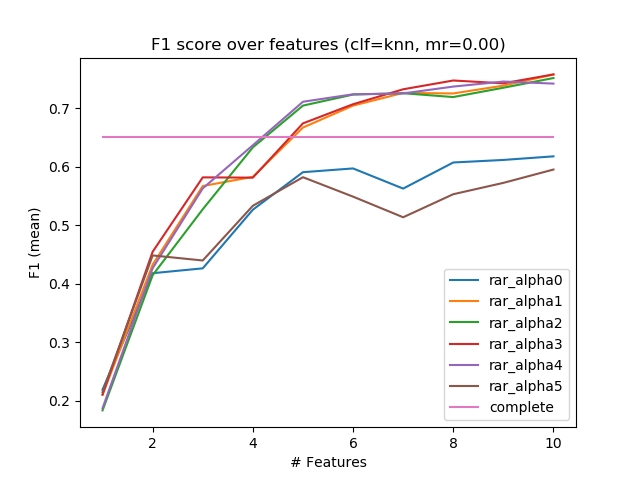 F1 score over features (clf=knn, mr=0.00)
F1 (mean)
0.7
0.6
0.5
0.4
0.3
0.2
2
4
6
8
10
# Features
rar_alpha0
rar_alpha1
rar_alpha2
rar_alpha3
rar_alpha4
rar_alpha5
complete